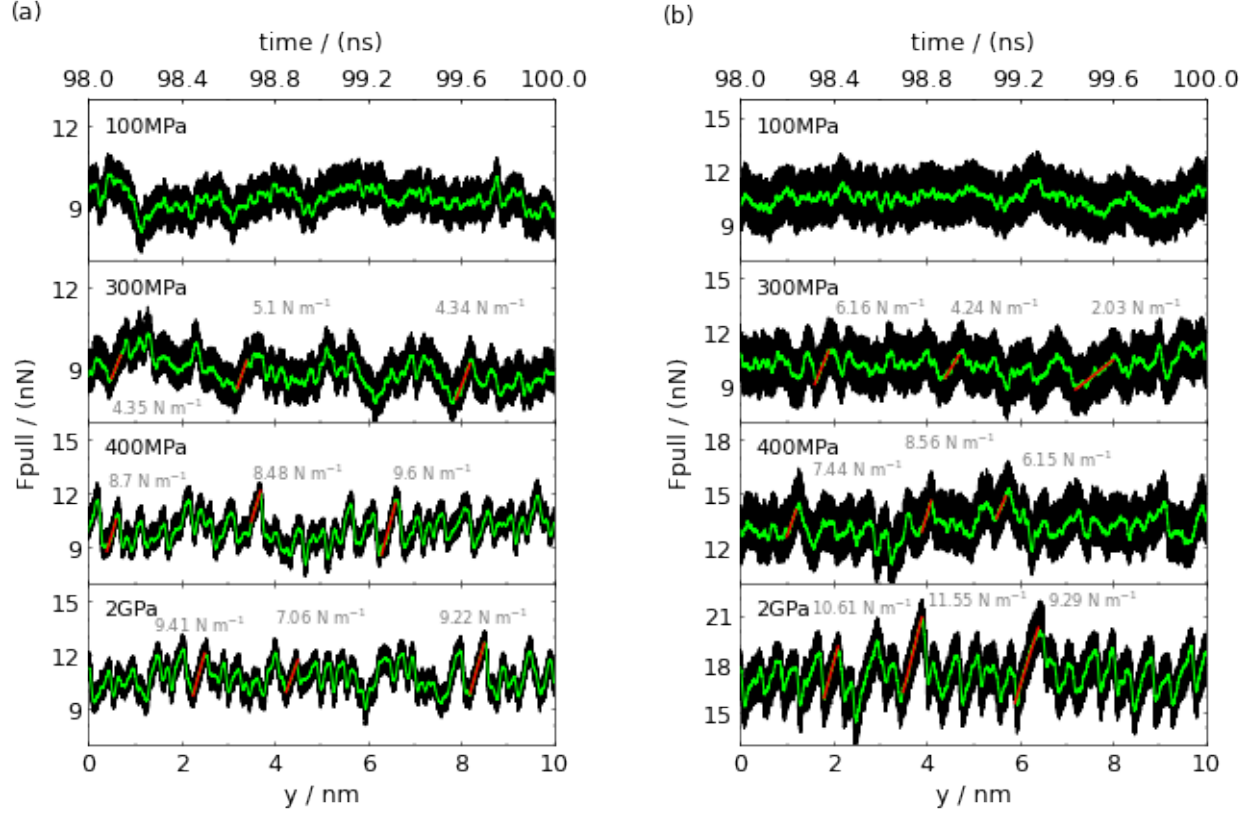 (a)
time / (ns)
98.0 98.4 98.8 99.2 99.6 100.0
100MPa
12
9
300MPa
5.1 N m⁻¹
4.34 N m⁻¹
12
9
4.35 N m⁻¹
Fpull / (nN)
400MPa
8.7 N m⁻¹
8.48 N m⁻¹
9.6 N m⁻¹
15
12
9
2GPa
9.41 N m⁻¹
7.06 N m⁻¹
9.22 N m⁻¹
15
12
9
0 2 4 6 8 10
y / nm
(b)
time / (ns)
98.0 98.4 98.8 99.2 99.6 100.0
100MPa
15
12
9
300MPa
6.16 N m⁻¹
4.24 N m⁻¹
2.03 N m⁻¹
15
12
9
Fpull / (nN)
400MPa
7.44 N m⁻¹
8.56 N m⁻¹
6.15 N m⁻¹
18
15
12
2GPa
10.61 N m⁻¹
11.55 N m⁻¹
9.29 N m⁻¹
21
18
15
0 2 4 6 8 10
y / nm